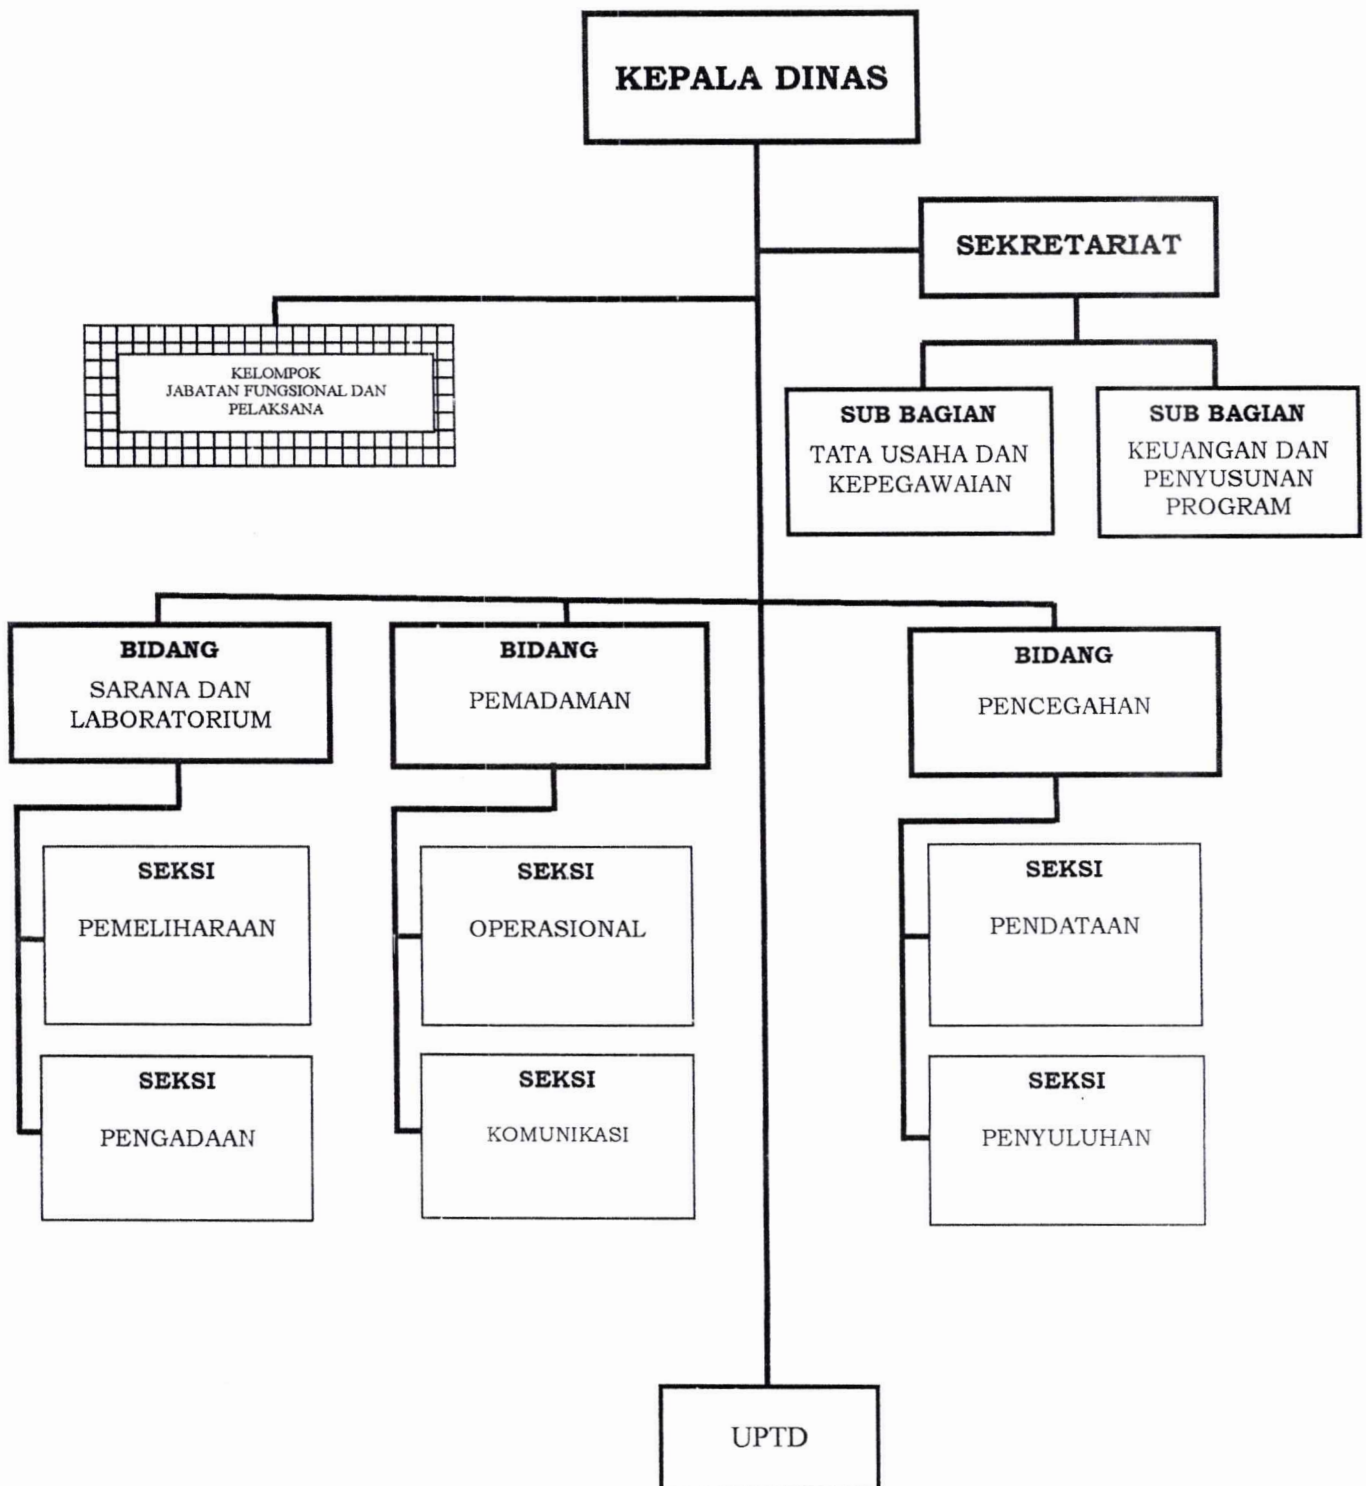 KEPALA DINAS
SEKRETARIAT
KELOMPOK
JABATAN FUNGSIONAL DAN
PELAKSANA
SUB BAGIAN
TATA USAHA DAN
KEPEGAWAIAN
SUB BAGIAN
KEUANGAN DAN
PENYUSUNAN
PROGRAM
BIDANG
SARANA DAN
LABORATORIUM
BIDANG
PEMADAMAN
BIDANG
PENCEGAHAN
SEKSI
PEMELIHARAAN
SEKSI
OPERASIONAL
SEKSI
PENDATAAN
SEKSI
PENGADAAN
SEKSI
KOMUNIKASI
SEKSI
PENYULUHAN
UPTD